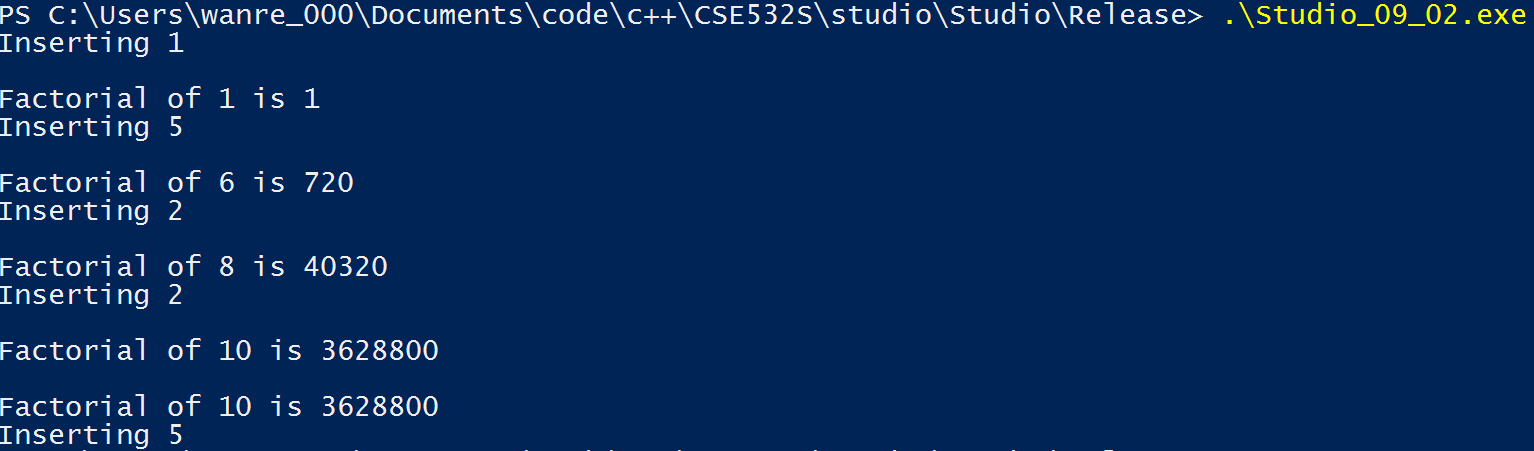 PS C:\Users\wanre_000\Documents\code\c++\CSE532S\studio\Studio\Release> .\Studio_09_02.exe
Inserting 1
Factorial of 1 is 1
Inserting 5
Factorial of 6 is 720
Inserting 2
Factorial of 8 is 40320
Inserting 2
Factorial of 10 is 3628800
Factorial of 10 is 3628800
Inserting 5